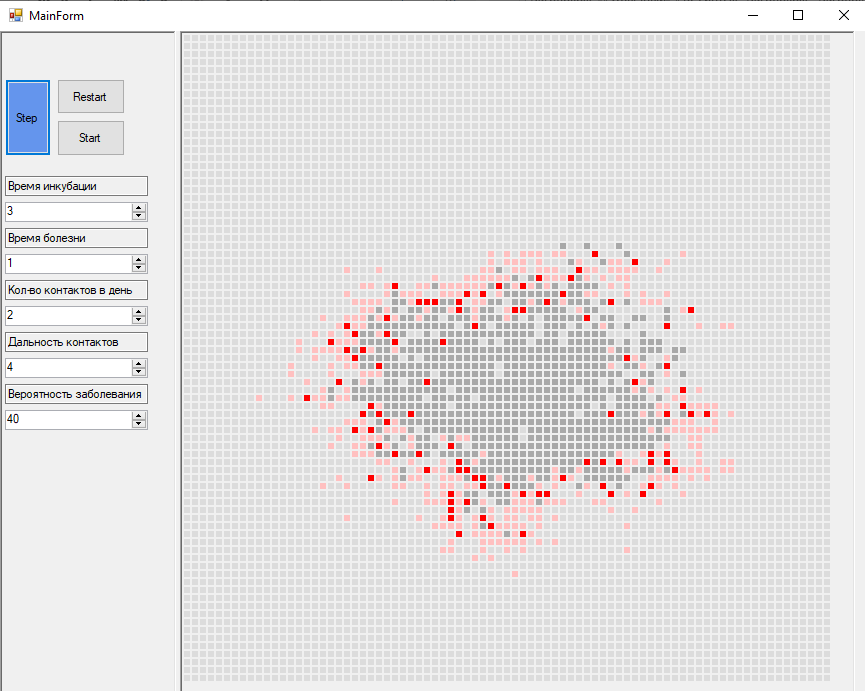 MainForm
Step
Restart
Start
Время инкубации
3
Время болезни
1
Кол-во контактов в день
2
Дальность контактов
4
Вероятность заболевания
40